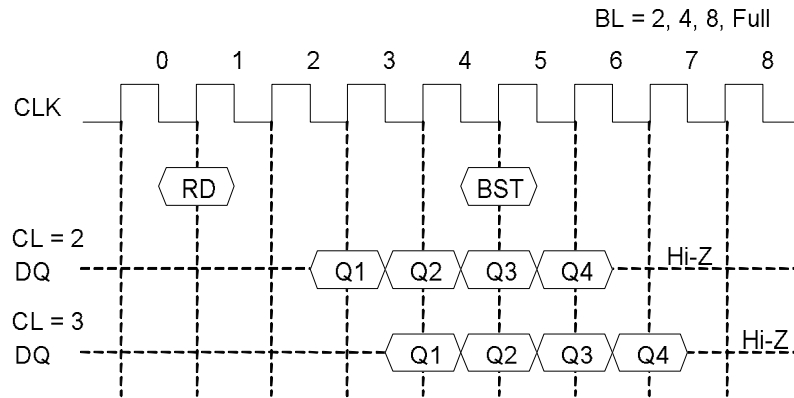 BL = 2, 4, 8, Full
0 1 2 3 4 5 6 7 8
CLK
RD BST
CL = 2
DQ Q1 Q2 Q3 Q4 Hi-Z
CL = 3
DQ Q1 Q2 Q3 Q4 Hi-Z